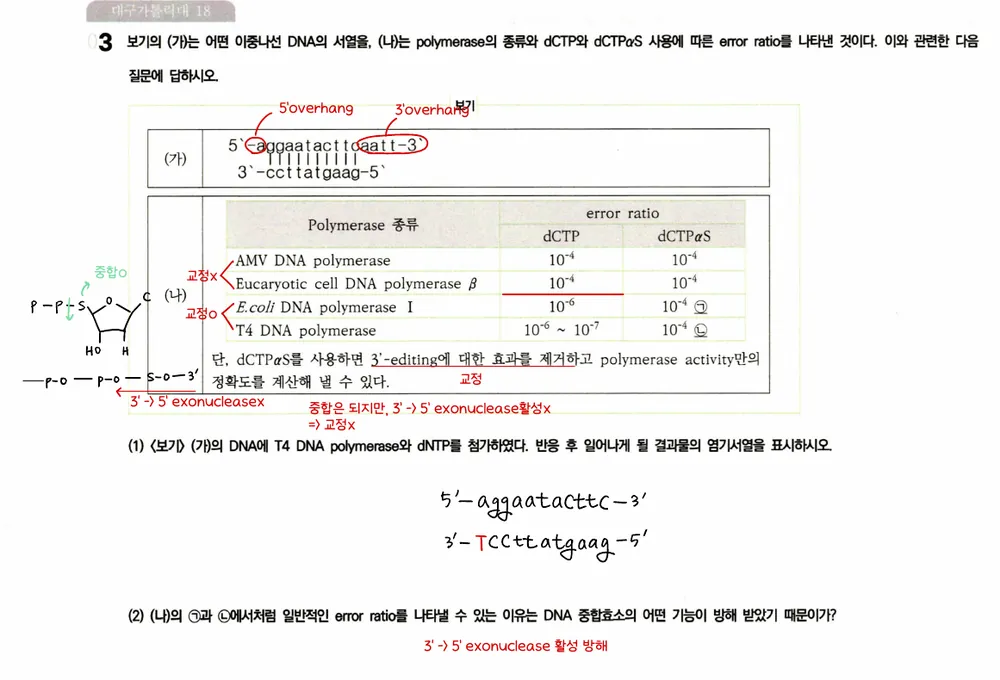 대구가톨릭대 18
03 보기의 (가)는 어떤 이중나선 DNA의 서열을, (나)는 polymerase의 종류와 dCTP와 dCTPαS 사용에 따른 error ratio를 나타낸 것이다. 이와 관련한 다음
질문에 답하시오.
보기
5'overhang
3'overhang
(가)
5`-aggaatacttcaatt-3`
3`-ccttatgaag-5`
(나)
Polymerase 종류
error ratio
dCTP
dCTPαS
AMV DNA polymerase 10⁻⁴ 10⁻⁴
Eucaryotic cell DNA polymerase β 10⁻⁴ 10⁻⁴
E.coli DNA polymerase Ⅰ 10⁻⁶ 10⁻⁴ ㉠
T4 DNA polymerase 10⁻⁶ ~ 10⁻⁷ 10⁻⁴ ㉡
교정x
교정o
단, dCTPαS를 사용하면 3'-editing에 대한 효과를 제거하고 polymerase activity만의
정확도를 계산해 낼 수 있다.
교정
중합o
P-P-S O C
HO H
-P-O-P-O-S-O-3'
3'->5' exonucleasex
중합은 되지만, 3'->5' exonuclease활성x
=> 교정x
(1) <보기> (가)의 DNA에 T4 DNA polymerase와 dNTP를 첨가하였다. 반응 후 일어나게 될 결과물의 염기서열을 표시하시오.
5'-aggaatacttc-3'
3'-TCCttatgaag-5'
(2) (나)의 ㉠과 ㉡에서처럼 일반적인 error ratio를 나타낼 수 있는 이유는 DNA 중합효소의 어떤 기능이 방해 받았기 때문이가?
3'->5' exonuclease 활성 방해